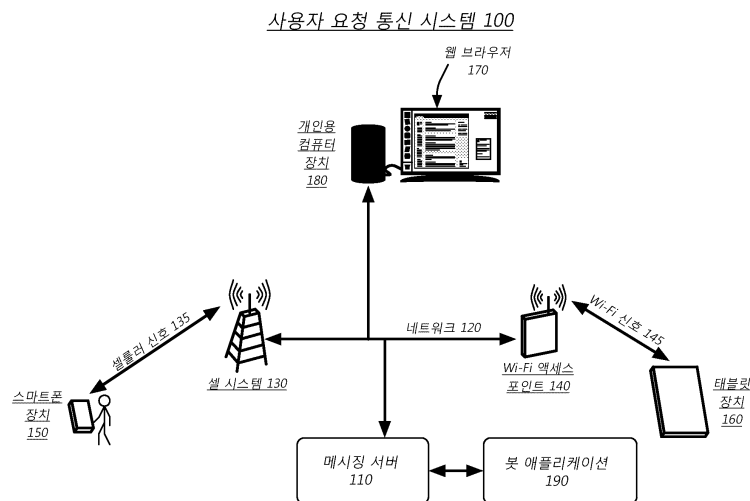 사용자 요청 통신 시스템 100
웹 브라우저
170
개인용
컴퓨터
장치
180
셀룰러 신호 135
네트워크 120
Wi-Fi 신호 145
셀 시스템 130
Wi-Fi 액세스
포인트 140
스마트폰
장치
150
태블릿
장치
160
메시징 서버
110
봇 애플리케이션
190